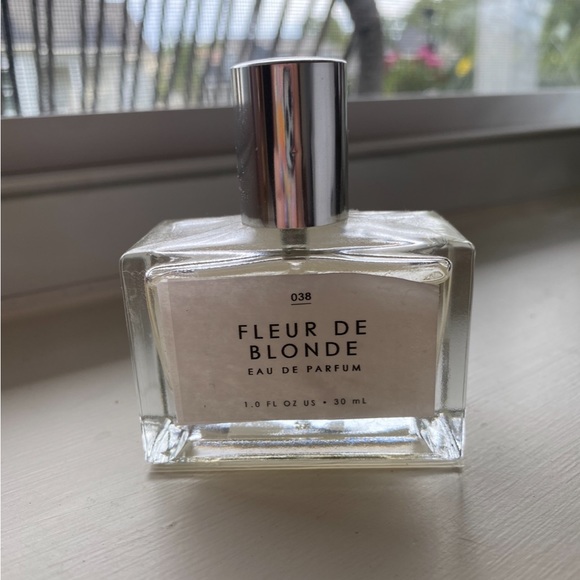 038
FLEUR DE
BLONDE
EAU DE PARFUM
1.0 FL OZ US • 30 mL